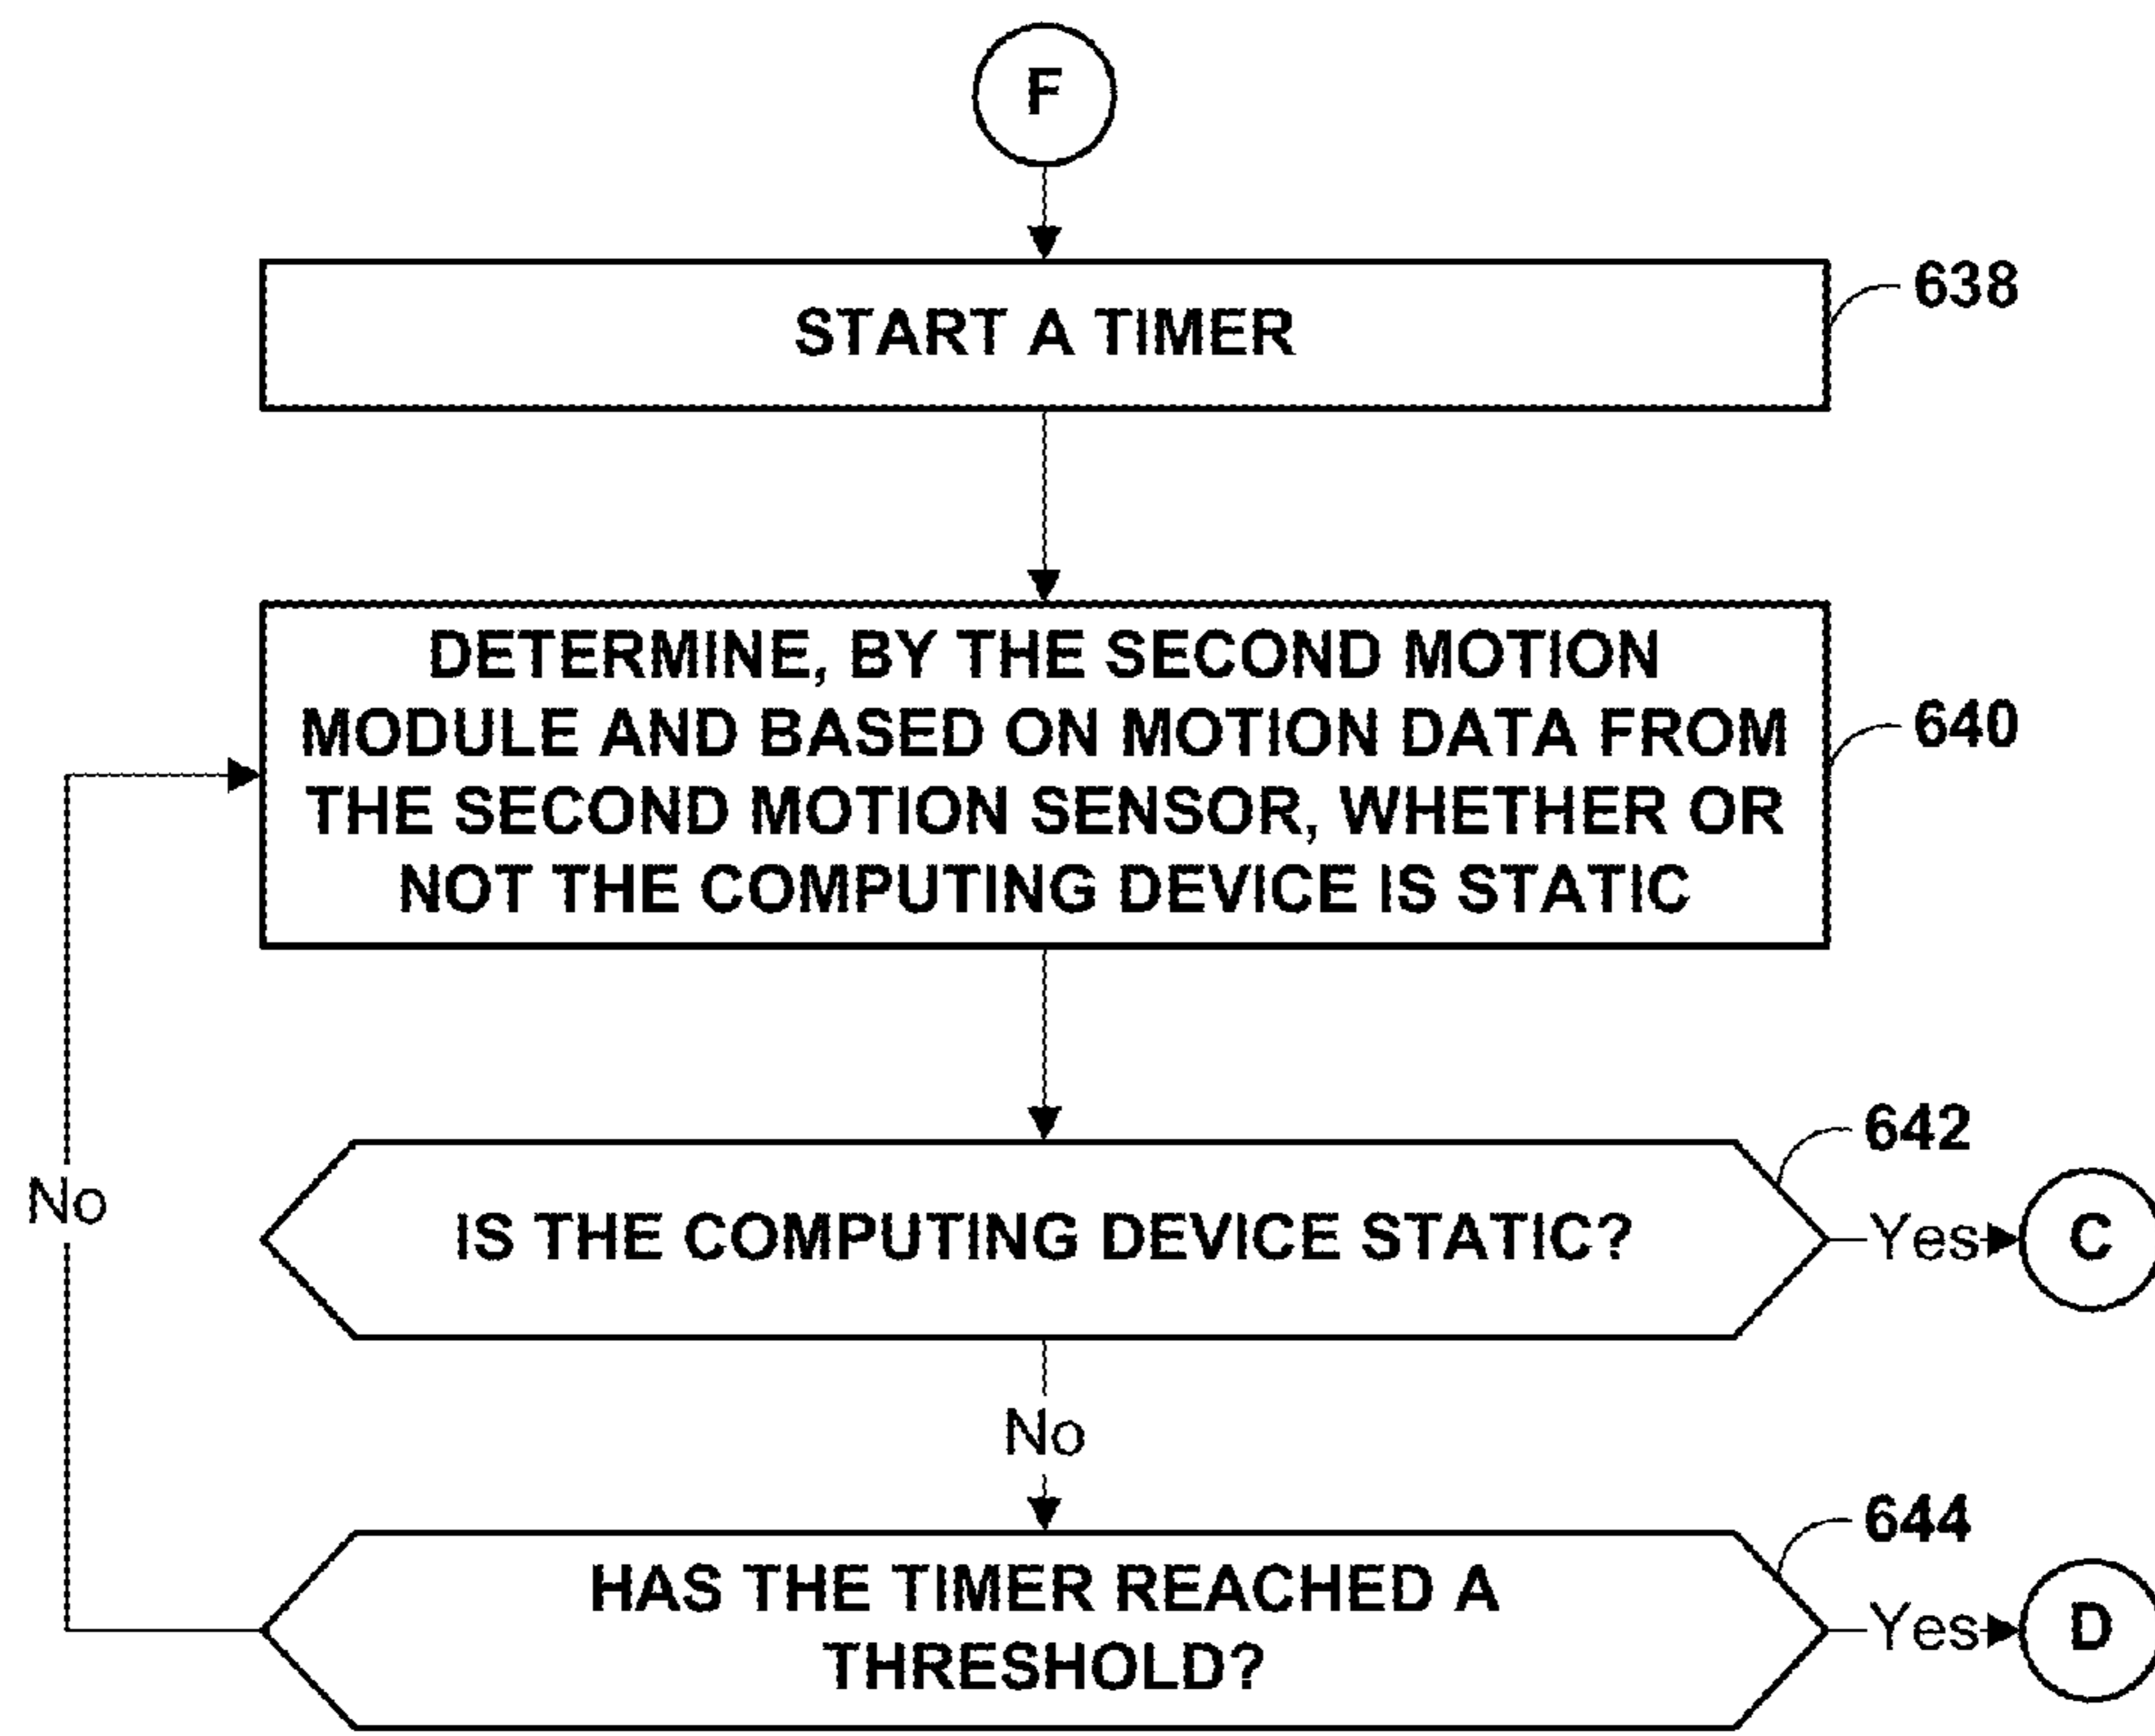 F
START A TIMER
638
DETERMINE, BY THE SECOND MOTION
MODULE AND BASED ON MOTION DATA FROM
THE SECOND MOTION SENSOR, WHETHER OR
NOT THE COMPUTING DEVICE IS STATIC
640
642
IS THE COMPUTING DEVICE STATIC?
Yes
C
No
No
644
HAS THE TIMER REACHED A
THRESHOLD?
Yes
D